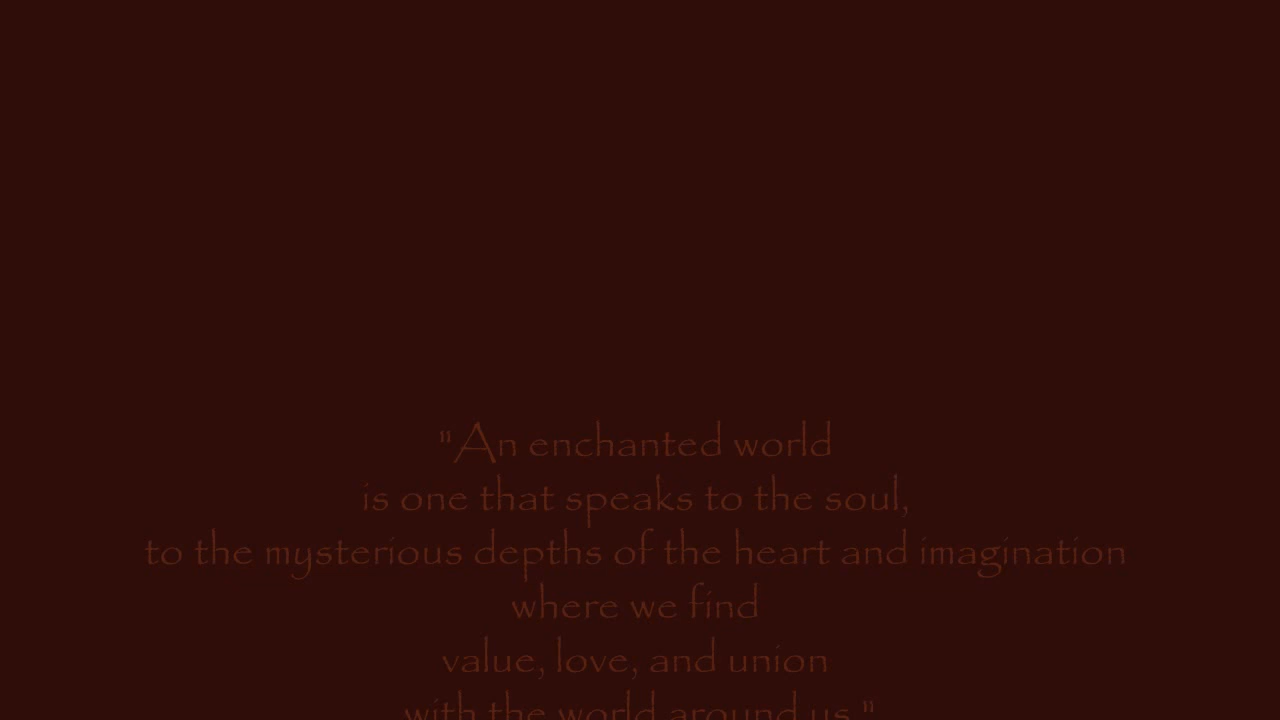 "An enchanted world
is one that speaks to the soul,
to the mysterious depths of the heart and imagination
where we find
value, love, and union
with the world around us."